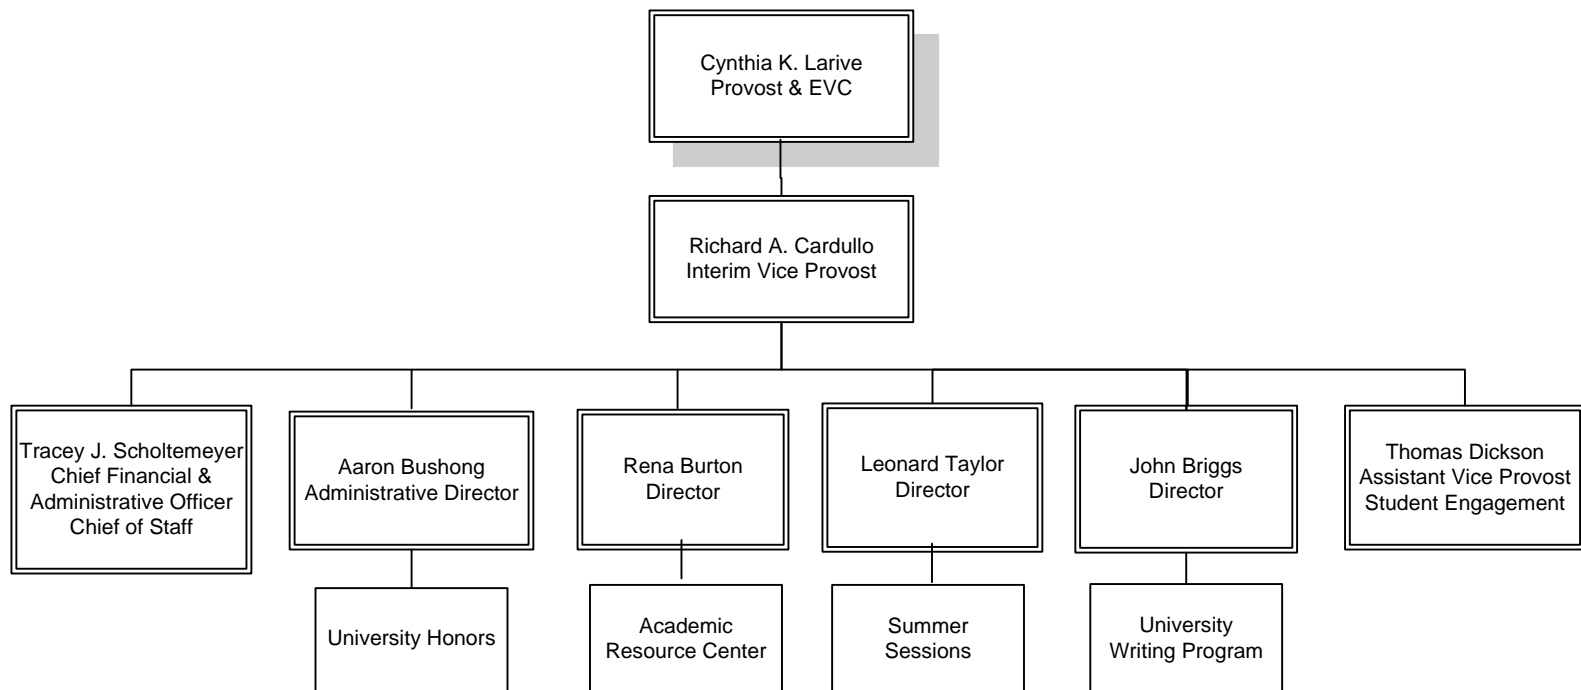 Cynthia K. Larive
Provost & EVC
Richard A. Cardullo
Interim Vice Provost
Tracey J. Scholtemeyer
Chief Financial &
Administrative Officer
Chief of Staff
Aaron Bushong
Administrative Director
Rena Burton
Director
Leonard Taylor
Director
John Briggs
Director
Thomas Dickson
Assistant Vice Provost
Student Engagement
University Honors
Academic
Resource Center
Summer
Sessions
University
Writing Program